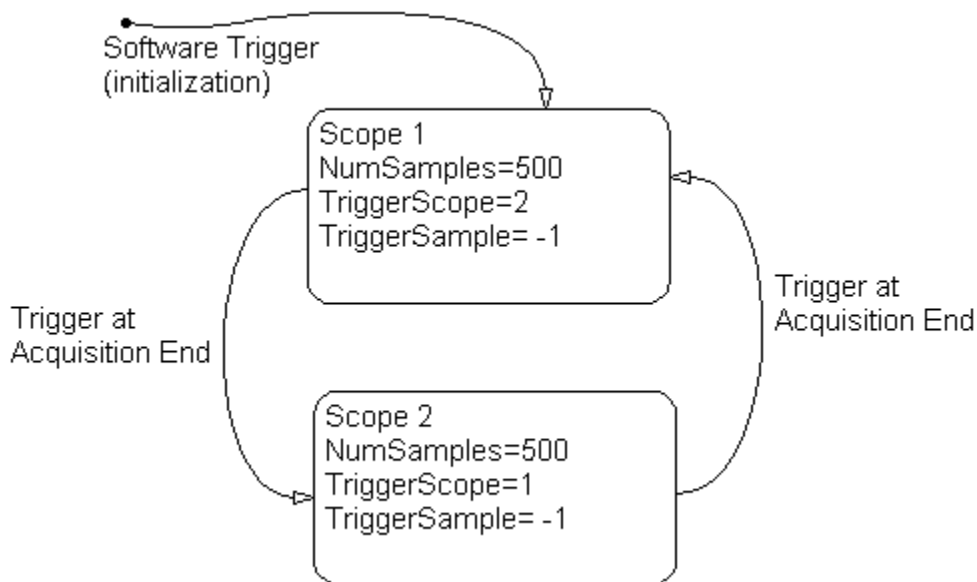 Software Trigger
(initialization)
Scope 1
NumSamples=500
TriggerScope=2
TriggerSample= -1
Trigger at
Acquisition End
Trigger at
Acquisition End
Scope 2
NumSamples=500
TriggerScope=1
TriggerSample= -1